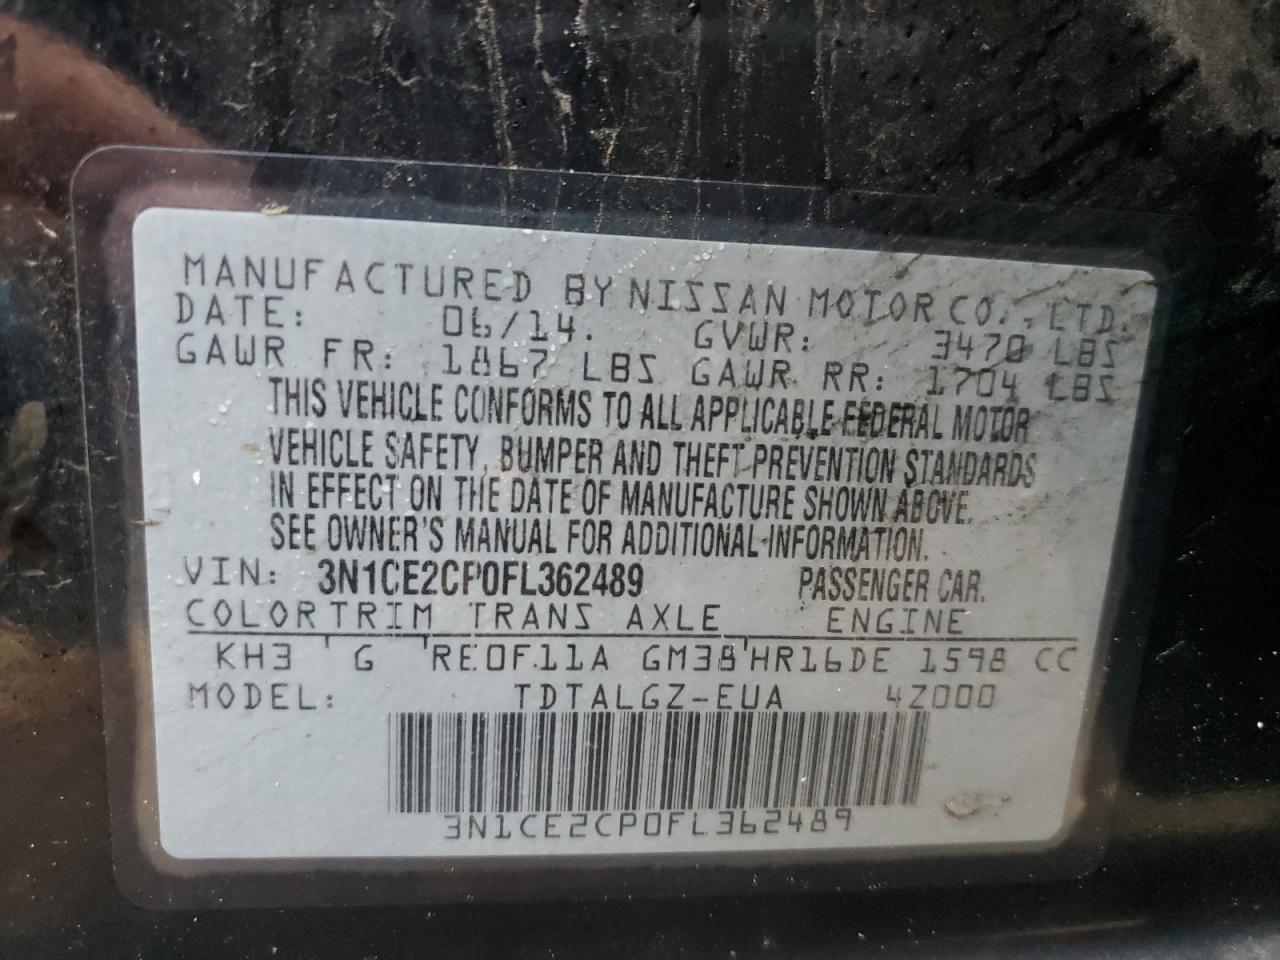 MANUFACTURED BY NISSAN MOTOR CO., LTD.
DATE: 06/14. GVWR: 3470 LBS
GAWR FR: 1867 LBS GAWR RR: 1704 LBS
THIS VEHICLE CONFORMS TO ALL APPLICABLE FEDERAL MOTOR
VEHICLE SAFETY, BUMPER AND THEFT PREVENTION STANDARDS
IN EFFECT ON THE DATE OF MANUFACTURE SHOWN ABOVE.
SEE OWNER'S MANUAL FOR ADDITIONAL INFORMATION.
VIN: 3N1CE2CP0FL362489 PASSENGER CAR.
COLOR TRIM TRANS AXLE ENGINE
KH3 ' G ' RE0F11A GM38 ' HR16DE 1598 CC
MODEL: TDTALGZ-EUA 4Z000
3N1CE2CP0FL362489